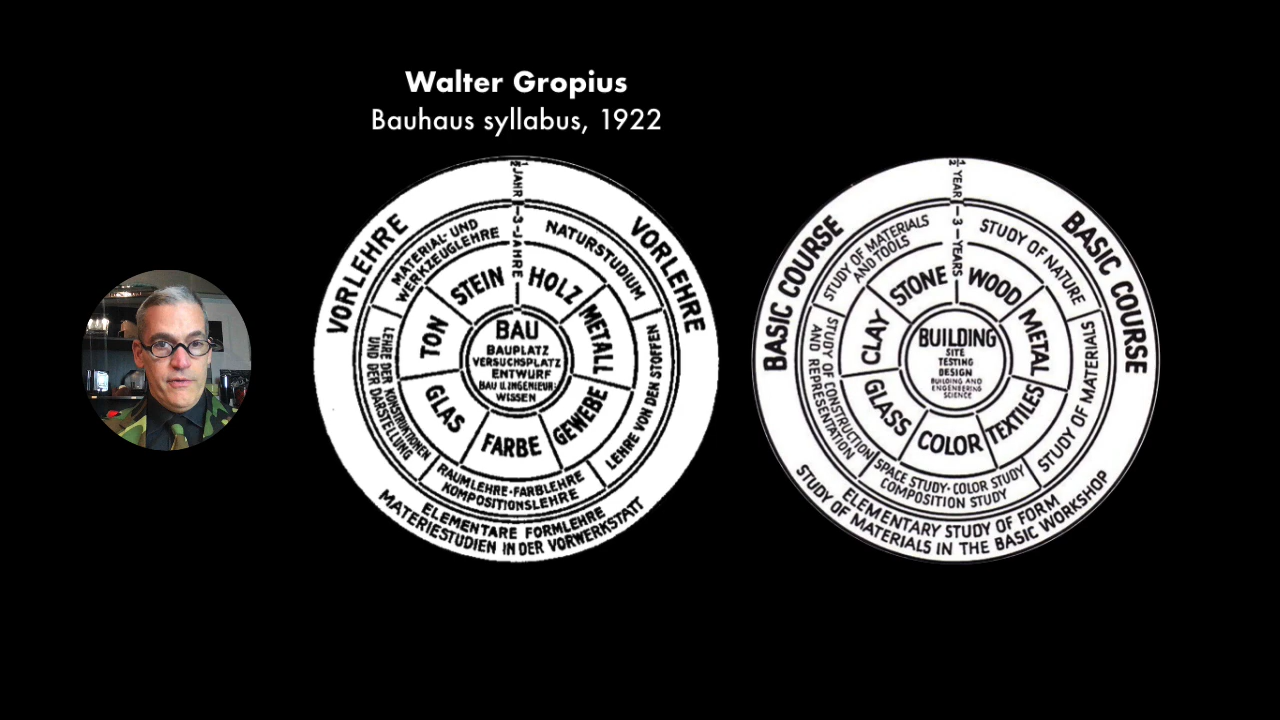 Walter Gropius
Bauhaus syllabus, 1922
VORLEHRE
VORLEHRE
½ JAHR
3 JAHRE
MATERIAL- UND
WERKZEUGLEHRE
NATURSTUDIUM
LEHRE VON DEN STOFFEN
RAUMLEHRE·FARBLEHRE
KOMPOSITIONSLEHRE
LEHRE DER KONSTRUKTIONEN
UND DER DARSTELLUNG
STEIN
HOLZ
METALL
GEWEBE
FARBE
GLAS
TON
BAU
BAUPLATZ
VERSUCHSPLATZ
ENTWURF
BAU U.INGENIEUR-
WISSEN
ELEMENTARE FORMLEHRE
MATERIESTUDIEN IN DER VORWERKSTATT
BASIC COURSE
BASIC COURSE
½ YEAR
3 — YEARS
STUDY OF MATERIALS
AND TOOLS
STUDY OF NATURE
STUDY OF MATERIALS
SPACE STUDY·COLOR STUDY
COMPOSITION STUDY
STUDY OF CONSTRUCTION
AND REPRESENTATION
STONE
WOOD
METAL
TEXTILES
COLOR
GLASS
CLAY
BUILDING
SITE
TESTING
DESIGN
BUILDING AND
ENGENEERING
SCIENCE
ELEMENTARY STUDY OF FORM
STUDY OF MATERIALS IN THE BASIC WORKSHOP